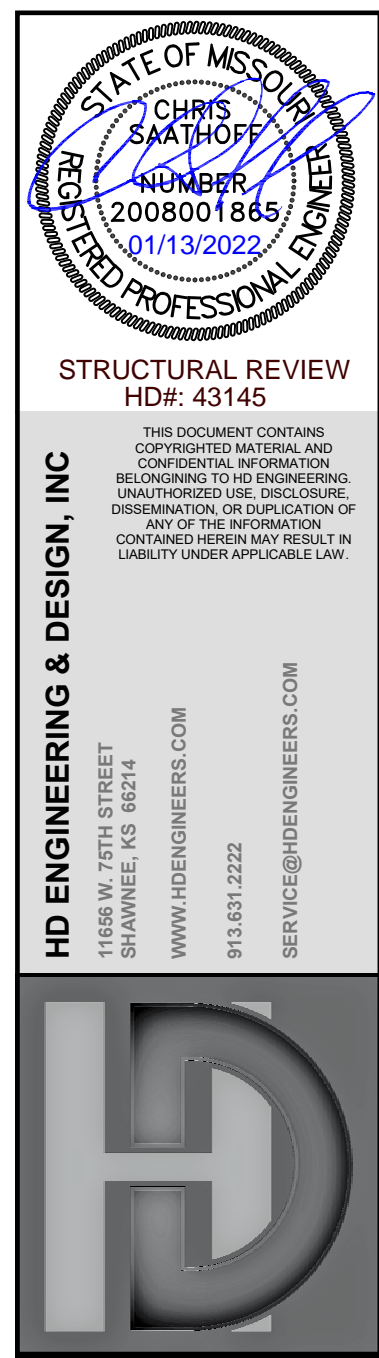 STATE OF MISSOURI
CHRIS
SAATHOFF
NUMBER
2008001865
01/13/2022
REGISTERED PROFESSIONAL ENGINEER
STRUCTURAL REVIEW
HD#: 43145
THIS DOCUMENT CONTAINS
COPYRIGHTED MATERIAL AND
CONFIDENTIAL INFORMATION
BELONGINING TO HD ENGINEERING.
UNAUTHORIZED USE, DISCLOSURE,
DISSEMINATION, OR DUPLICATION OF
ANY OF THE INFORMATION
CONTAINED HEREIN MAY RESULT IN
LIABILITY UNDER APPLICABLE LAW.
HD ENGINEERING & DESIGN, INC
11656 W. 75TH STREET
SHAWNEE, KS 66214
WWW.HDENGINEERS.COM
913.631.2222
SERVICE@HDENGINEERS.COM
HD